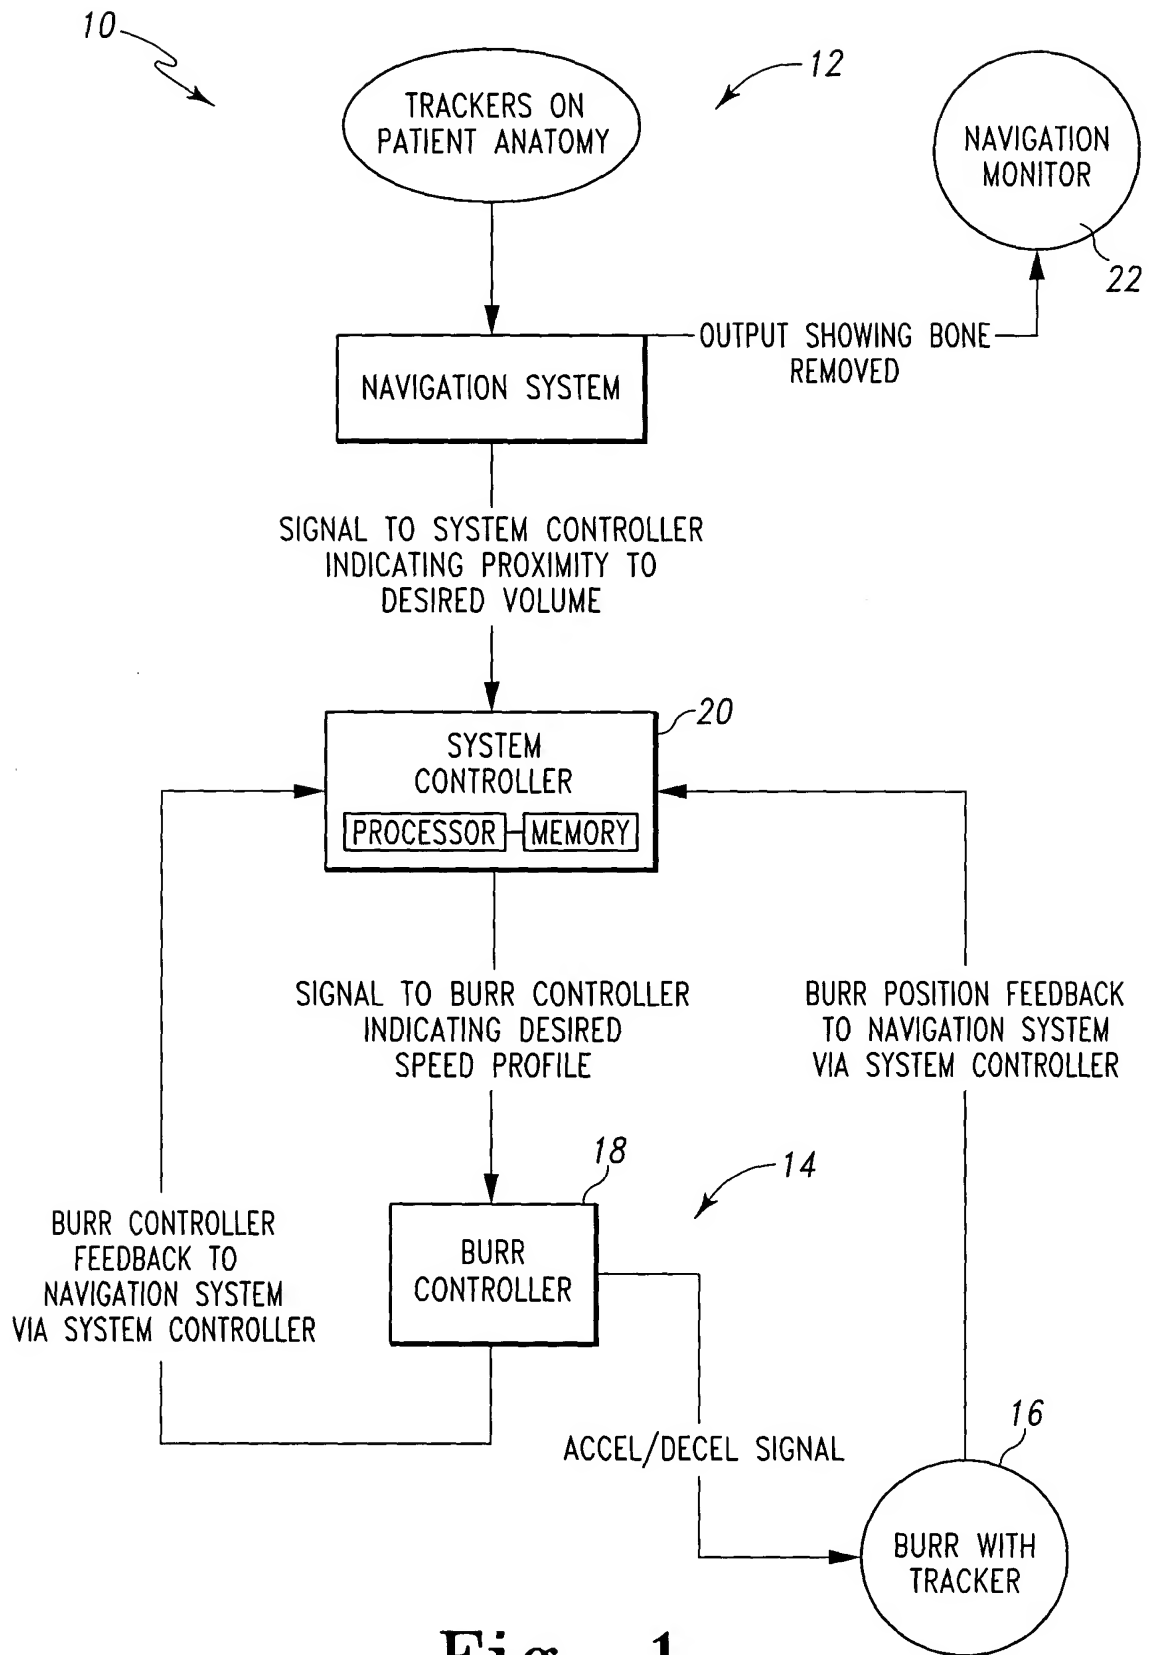 10
12
TRACKERS ON
PATIENT ANATOMY
NAVIGATION
MONITOR
22
NAVIGATION SYSTEM
OUTPUT SHOWING BONE
REMOVED
SIGNAL TO SYSTEM CONTROLLER
INDICATING PROXIMITY TO
DESIRED VOLUME
20
SYSTEM
CONTROLLER
PROCESSOR
MEMORY
SIGNAL TO BURR CONTROLLER
INDICATING DESIRED
SPEED PROFILE
BURR POSITION FEEDBACK
TO NAVIGATION SYSTEM
VIA SYSTEM CONTROLLER
18
14
BURR CONTROLLER
FEEDBACK TO
NAVIGATION SYSTEM
VIA SYSTEM CONTROLLER
BURR
CONTROLLER
ACCEL/DECEL SIGNAL
16
BURR WITH
TRACKER
Fig. 1